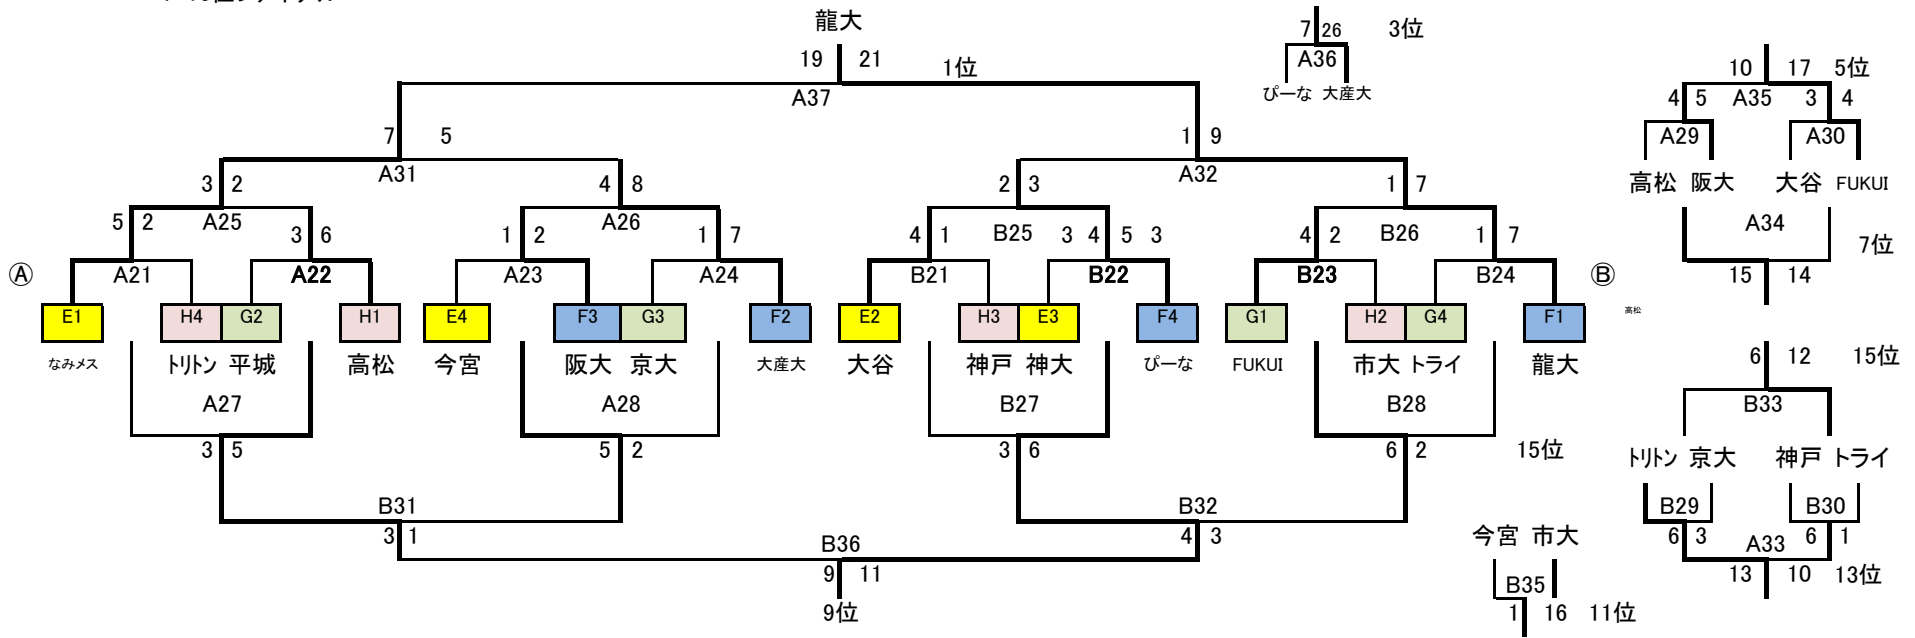 龍大
7 26 3位
19 21 1位
A36
10 17 5位
A37
ぴーな 大産大
4 5 A35 3 4
7 5
1 9
A29 A30
A31
A32
3 2
4 8
2 3
1 7
高松 阪大 大谷 FUKUI
5 2 A25 3 6
1 2 A26 1 7
4 1 B25 3 4 5 3
4 2 B26 1 7
A34
7位
Ⓐ A21 A22 A23 A24 B21 B22 B23 B24 Ⓑ
15 14
E1 H4 G2 H1 E4 F3 G3 F2 E2 H3 E3 F4 G1 H2 G4 F1
高松
なみメス トリトン 平城 高松 今宮 阪大 京大 大産大 大谷 神戸 神大 ぴーな FUKUI 市大 トライ 龍大
6 12 15位
A27 A28 B27 B28
B33
3 5
5 2
3 6
6 2
15位
トリトン 京大 神戸 トライ
B31 B32
B29 B30
3 1
4 3
今宮 市大
6 3 A33 6 1
B36
9 11
13 10 13位
B35
9位
1 16 11位